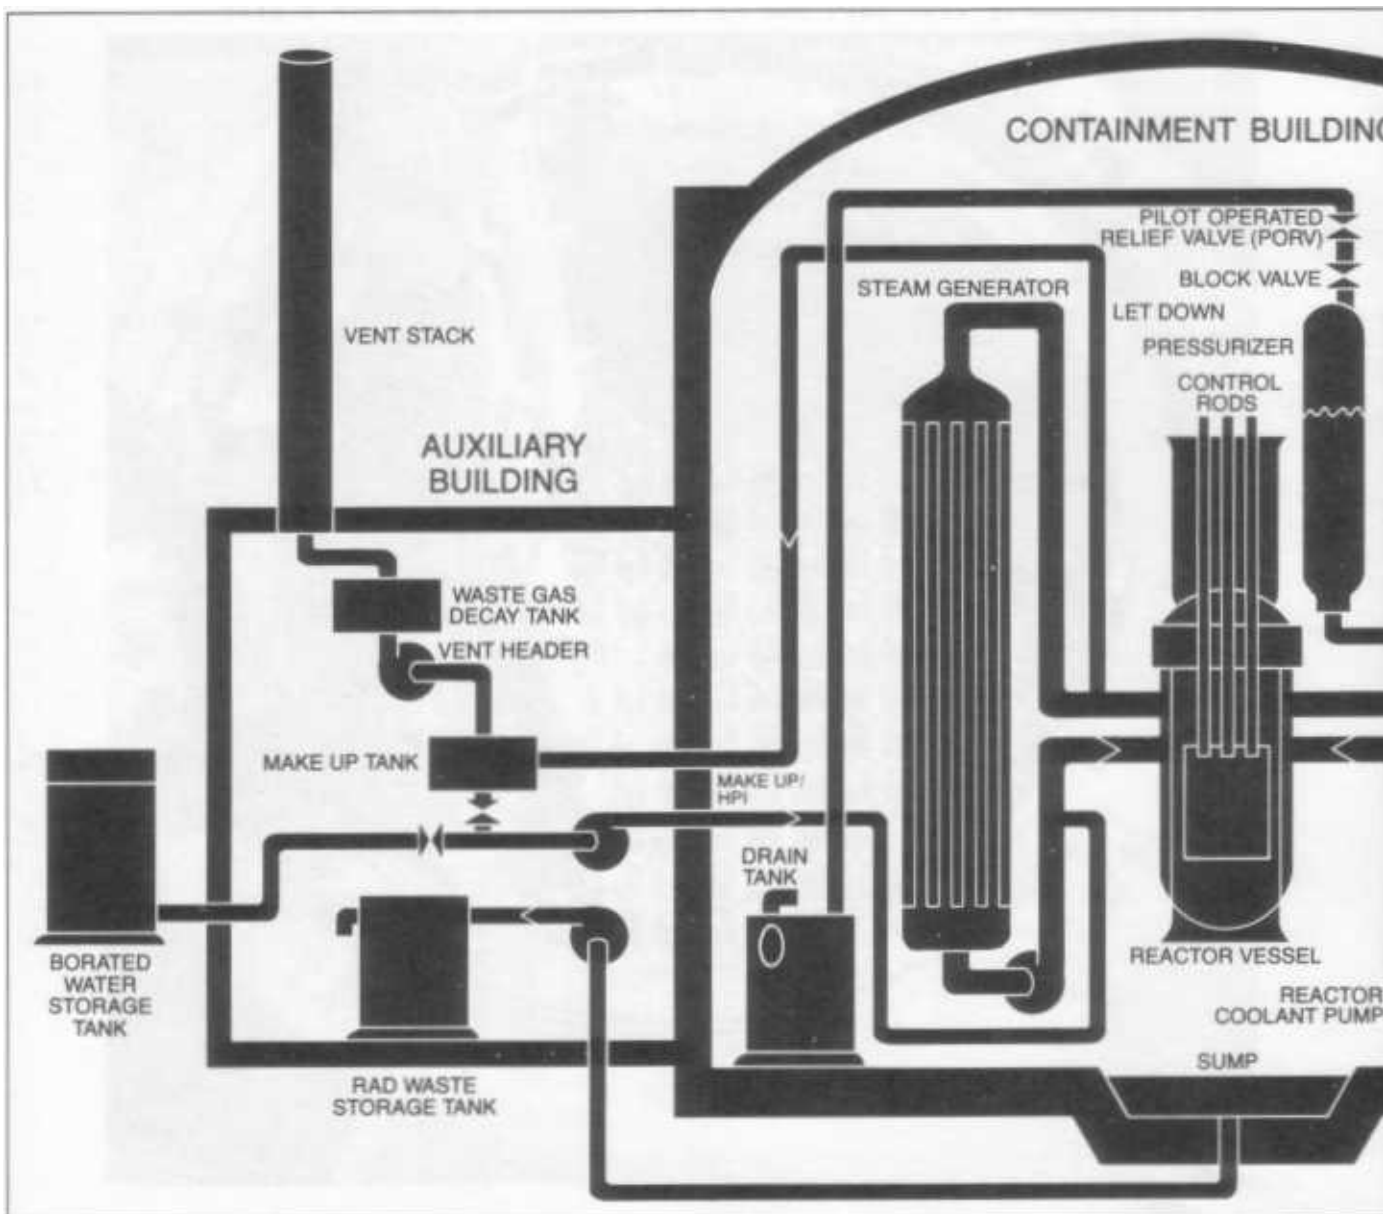 CONTAINMENT BUILDING
PILOT OPERATED
RELIEF VALVE (PORV)
BLOCK VALVE
STEAM GENERATOR
LET DOWN
VENT STACK
PRESSURIZER
CONTROL
RODS
AUXILIARY
BUILDING
WASTE GAS
DECAY TANK
VENT HEADER
MAKE UP TANK
MAKE UP/
HPI
DRAIN
TANK
BORATED
WATER
STORAGE
TANK
REACTOR VESSEL
REACTOR
COOLANT PUMP
SUMP
RAD WASTE
STORAGE TANK